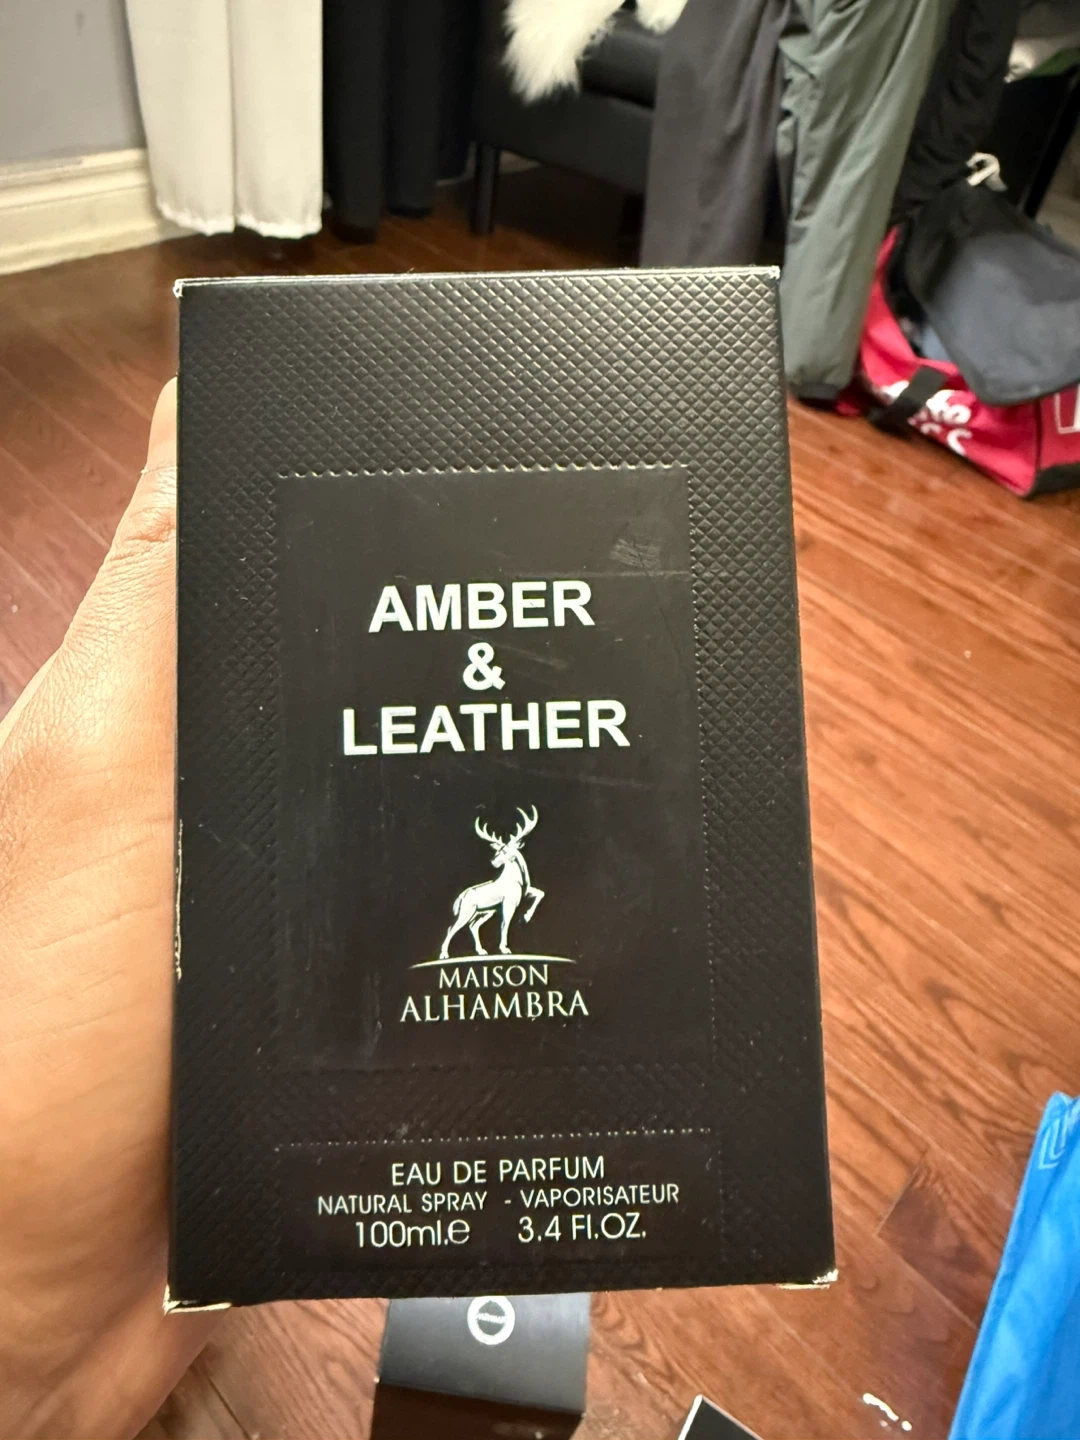 AMBER
&
LEATHER
MAISON
ALHAMBRA
EAU DE PARFUM
NATURAL SPRAY - VAPORISATEUR
100ml.e 3.4 Fl.OZ.